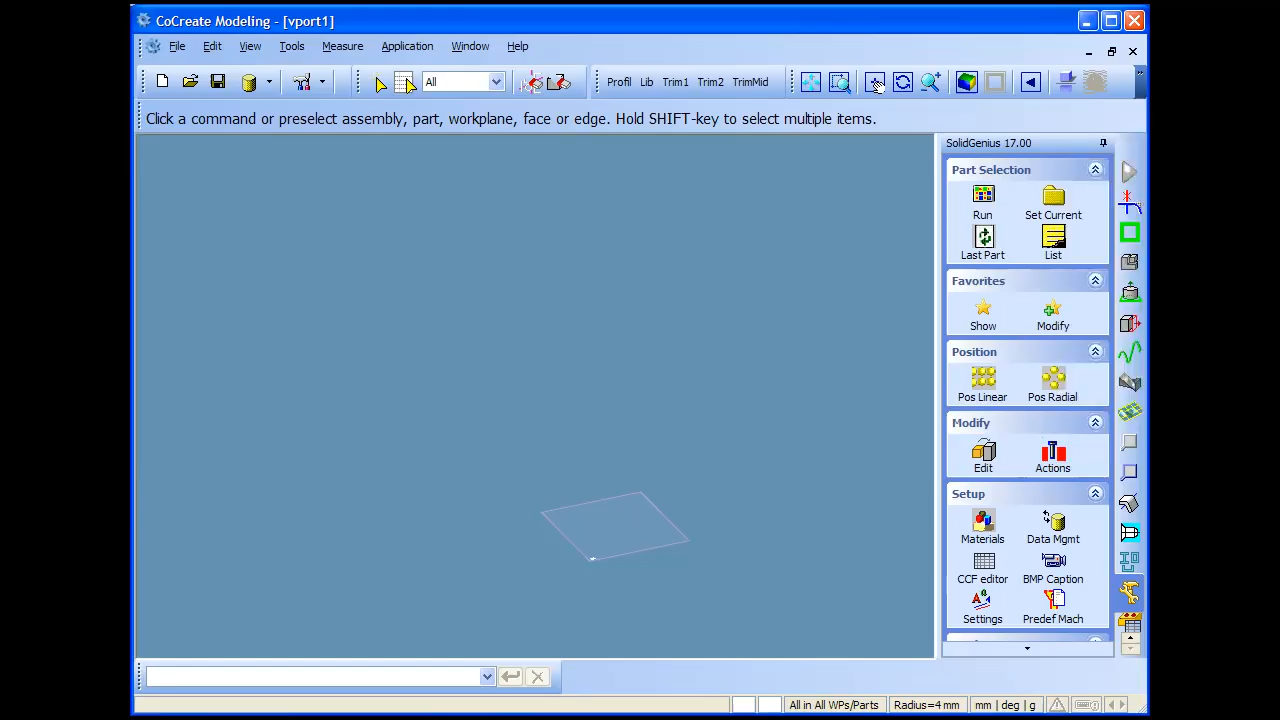 CoCreate Modeling - [vport1]
File Edit View Tools Measure Application Window Help
All Profil Lib Trim1 Trim2 TrimMid
Click a command or preselect assembly, part, workplane, face or edge. Hold SHIFT-key to select multiple items.
SolidGenius 17.00
Part Selection
Run Set Current
Last Part List
Favorites
Show Modify
Position
Pos Linear Pos Radial
Modify
Edit Actions
Setup
Materials Data Mgmt
CCF editor BMP Caption
Settings Predef Mach
All in All WPs/Parts Radius=4 mm mm | deg | g